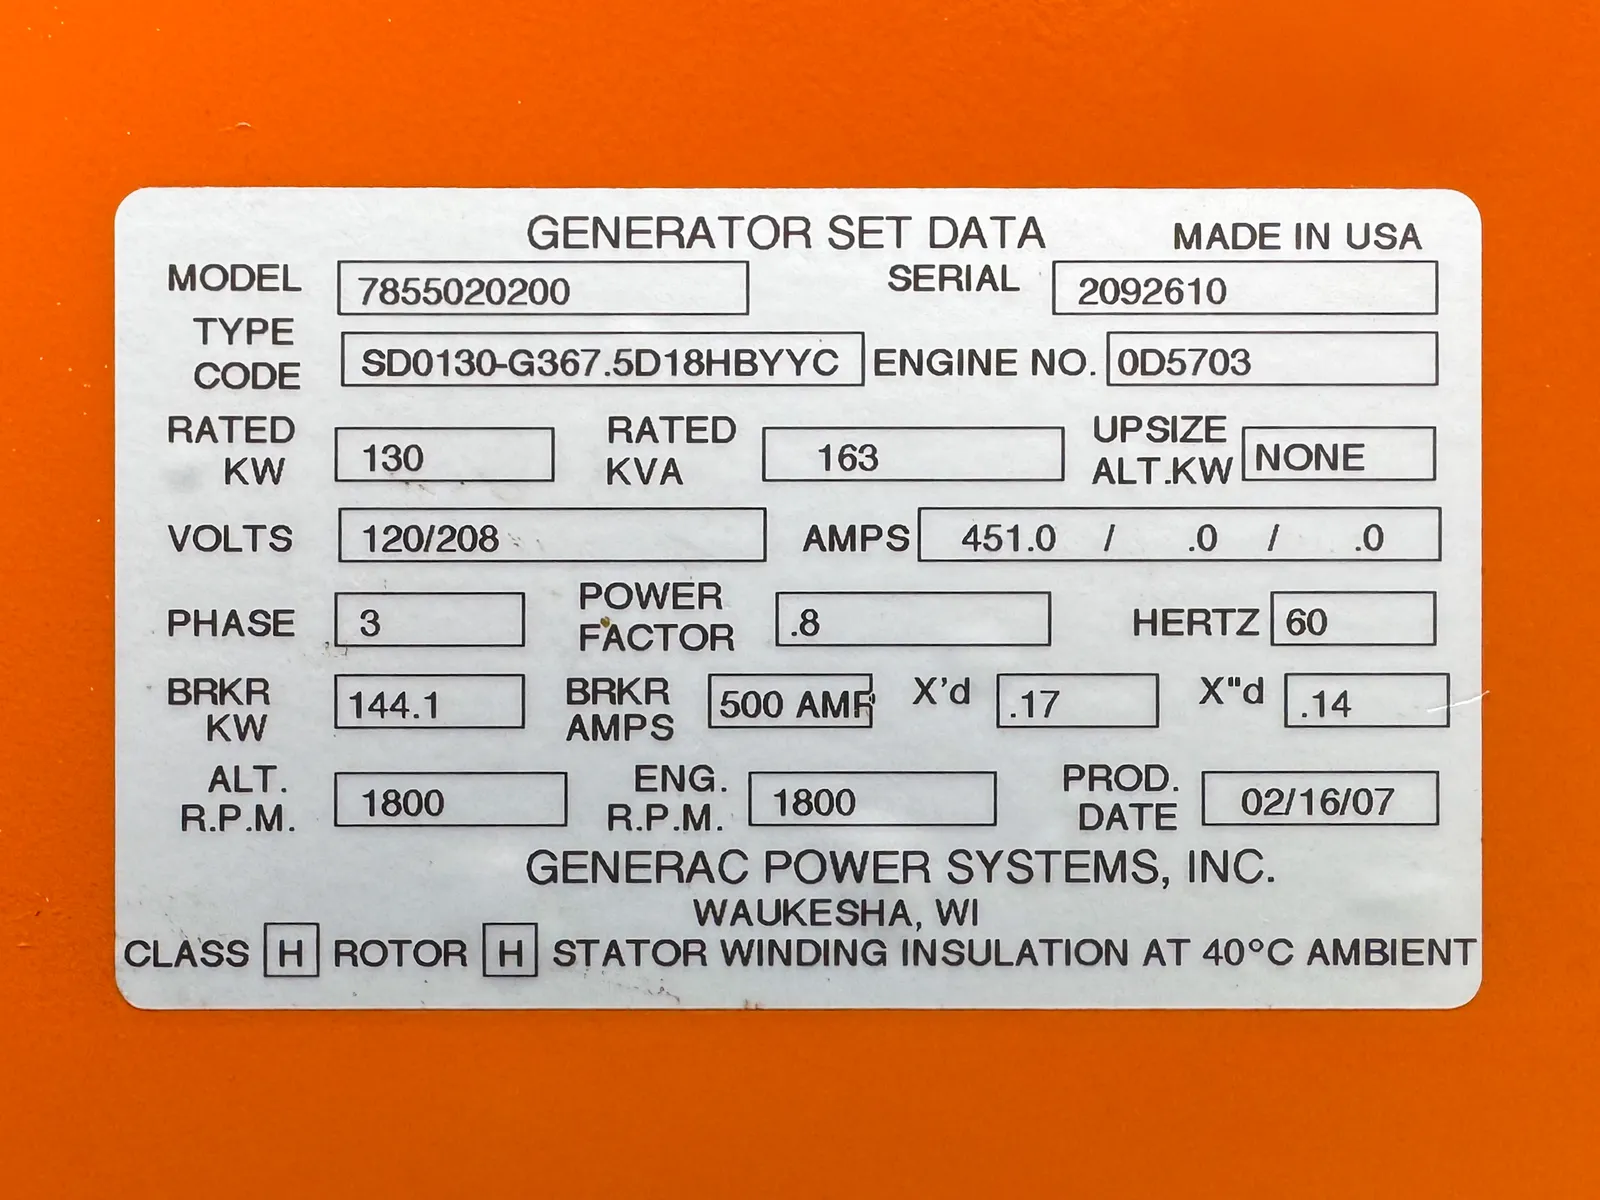 GENERATOR SET DATA MADE IN USA
MODEL 7855020200 SERIAL 2092610
TYPE CODE SD0130-G367.5D18HBYYC ENGINE NO. 0D5703
RATED KW 130 RATED KVA 163 UPSIZE ALT.KW NONE
VOLTS 120/208 AMPS 451.0 / .0 / .0
PHASE 3 POWER FACTOR .8 HERTZ 60
BRKR KW 144.1 BRKR AMPS 500 AMP X'd .17 X"d .14
ALT. R.P.M. 1800 ENG. R.P.M. 1800 PROD. DATE 02/16/07
GENERAC POWER SYSTEMS, INC.
WAUKESHA, WI
CLASS H ROTOR H STATOR WINDING INSULATION AT 40°C AMBIENT